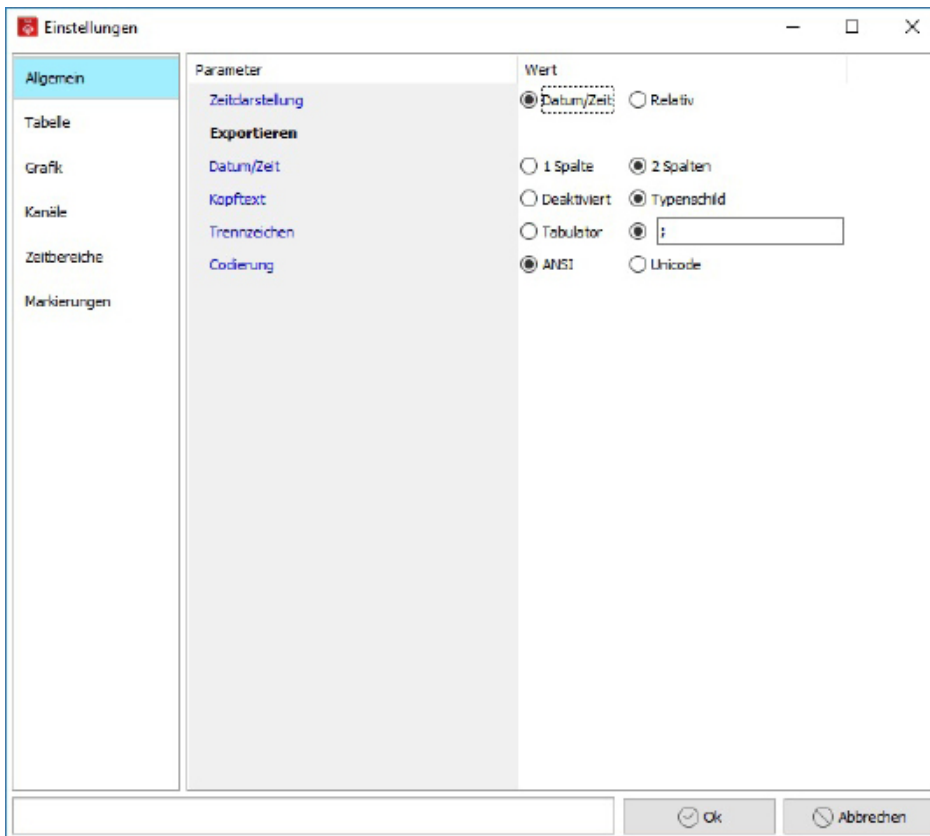 Einstellungen
Allgemein
Tabelle
Grafik
Kanäle
Zeitbereiche
Markierungen
Parameter Wert
Zeitdarstellung Datum/Zeit Relativ
Exportieren
Datum/Zeit 1 Spalte 2 Spalten
Kopftext Deaktiviert Typenschild
Trennzeichen Tabulator ;
Codierung ANSI Unicode
Ok Abbrechen